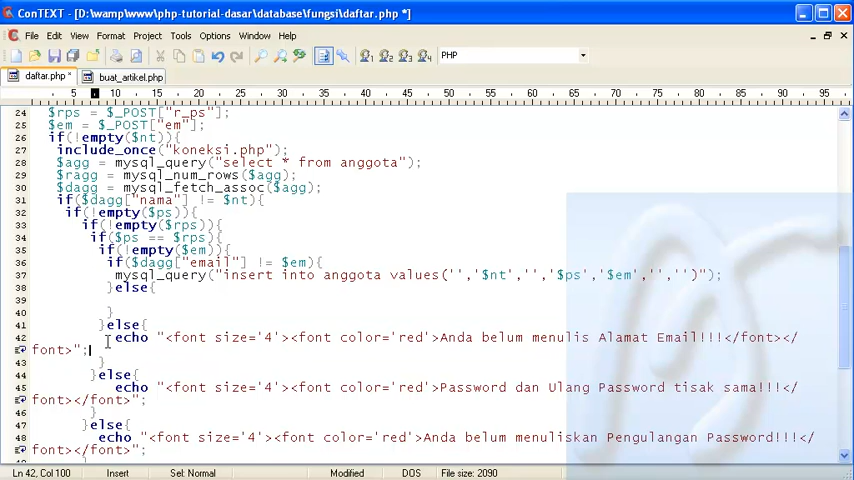 ConTEXT - [D:\wamp\www\php-tutorial-dasar\database\fungsi\daftar.php *]
File Edit View Format Project Tools Options Window Help
PHP
daftar.php * buat_artikel.php
5 10 15 20 25 30 35 40 45 50 55 60 65 70 75 80 85 90 95
24 $rps = $_POST["r_ps"];
25 $em = $_POST["em"];
26 if(!empty($nt)){
27 include_once("koneksi.php");
28 $agg = mysql_query("select * from anggota");
29 $ragg = mysql_num_rows($agg);
30 $dagg = mysql_fetch_assoc($agg);
31 if($dagg["nama"] != $nt){
32 if(!empty($ps)){
33 if(!empty($rps)){
34 if($ps == $rps){
35 if(!empty($em)){
36 if($dagg["email"] != $em){
37 mysql_query("insert into anggota values('','$nt','','$ps','$em','','')");
38 }else{
39
40 }
41 }else{
42 echo "<font size='4'><font color='red'>Anda belum menulis Alamat Email!!!</font></
font>";
43 }
44 }else{
45 echo "<font size='4'><font color='red'>Password dan Ulang Password tisak sama!!!</
font></font>";
46 }
47 }else{
48 echo "<font size='4'><font color='red'>Anda belum menuliskan Pengulangan Password!!!</
font></font>";
Ln 42, Col 100 Insert Sel: Normal Modified DOS File size: 2090